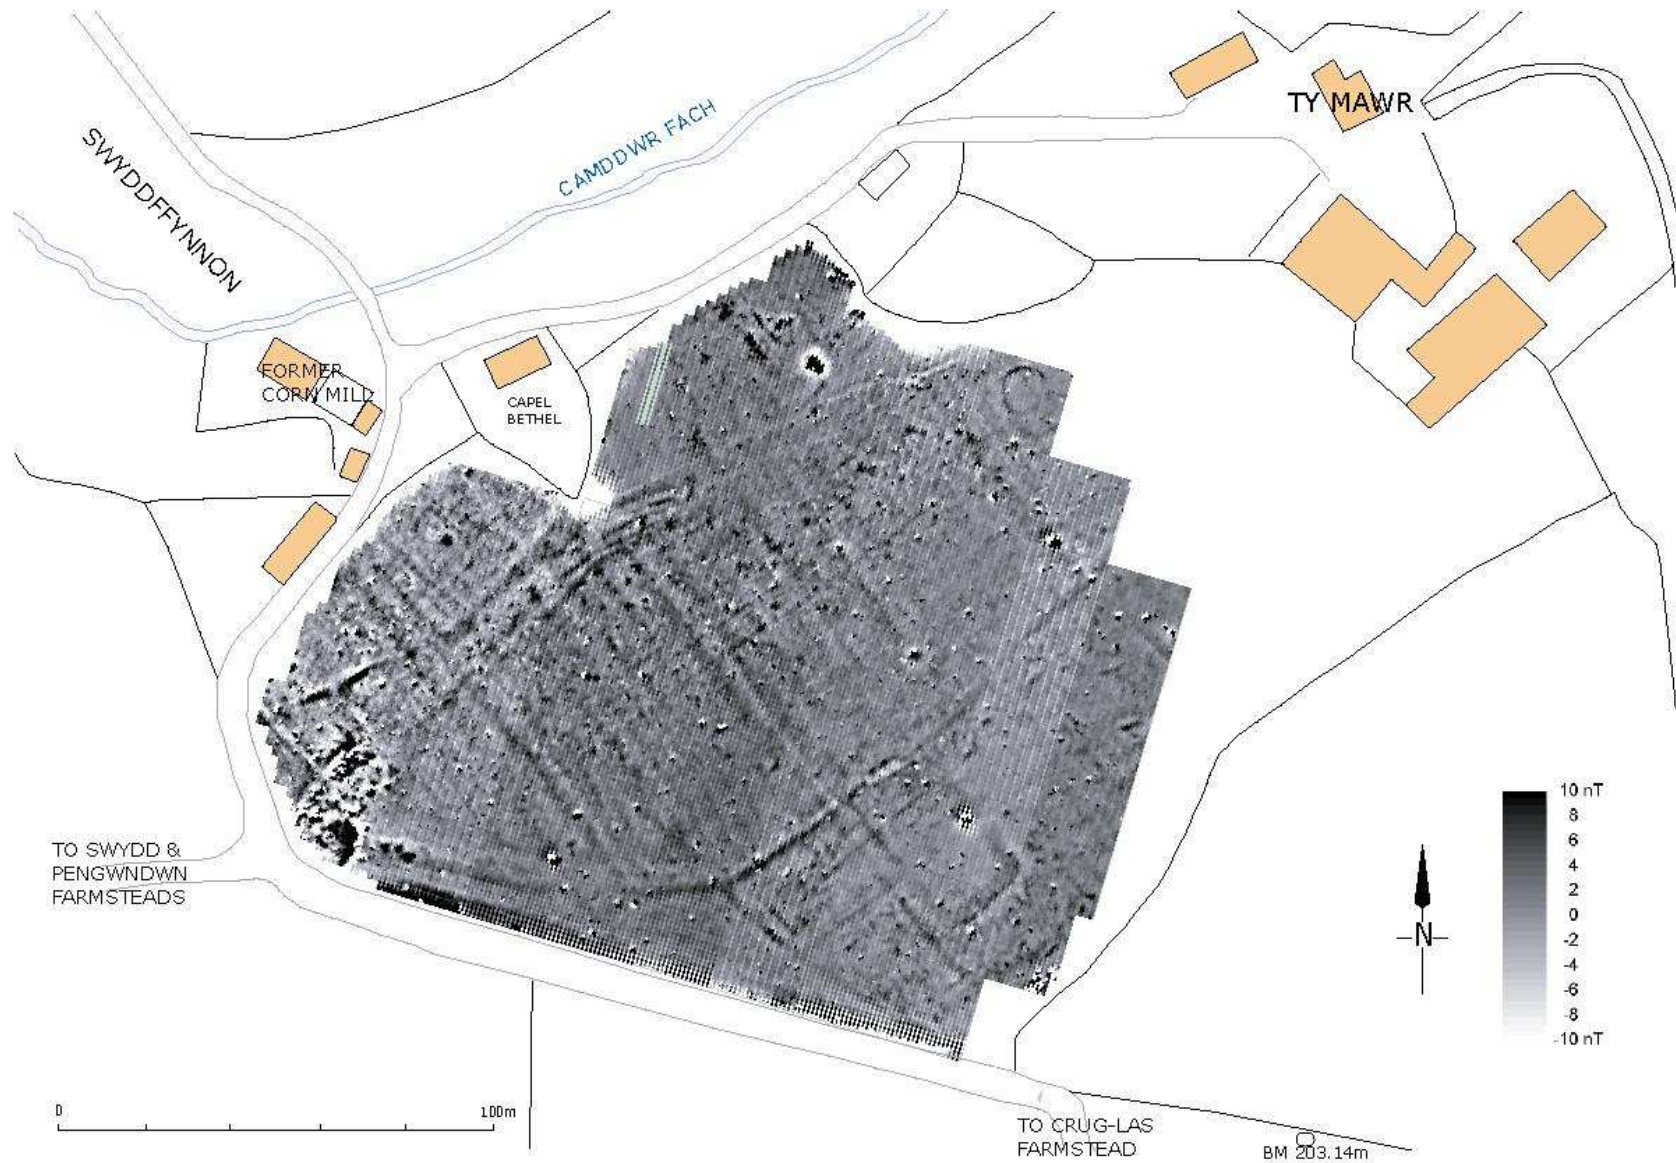 TY MAWR
CAMDDWR FACH
SWYDDFFYNNON
FORMER
CORN MILL
CAPEL
BETHEL
TO SWYDD &
PENGWNDWN
FARMSTEADS
10 nT
8
6
4
2
0
-2
-4
-6
-8
-10 nT
N
0
100m
TO CRUG-LAS
FARMSTEAD
BM 203.14m